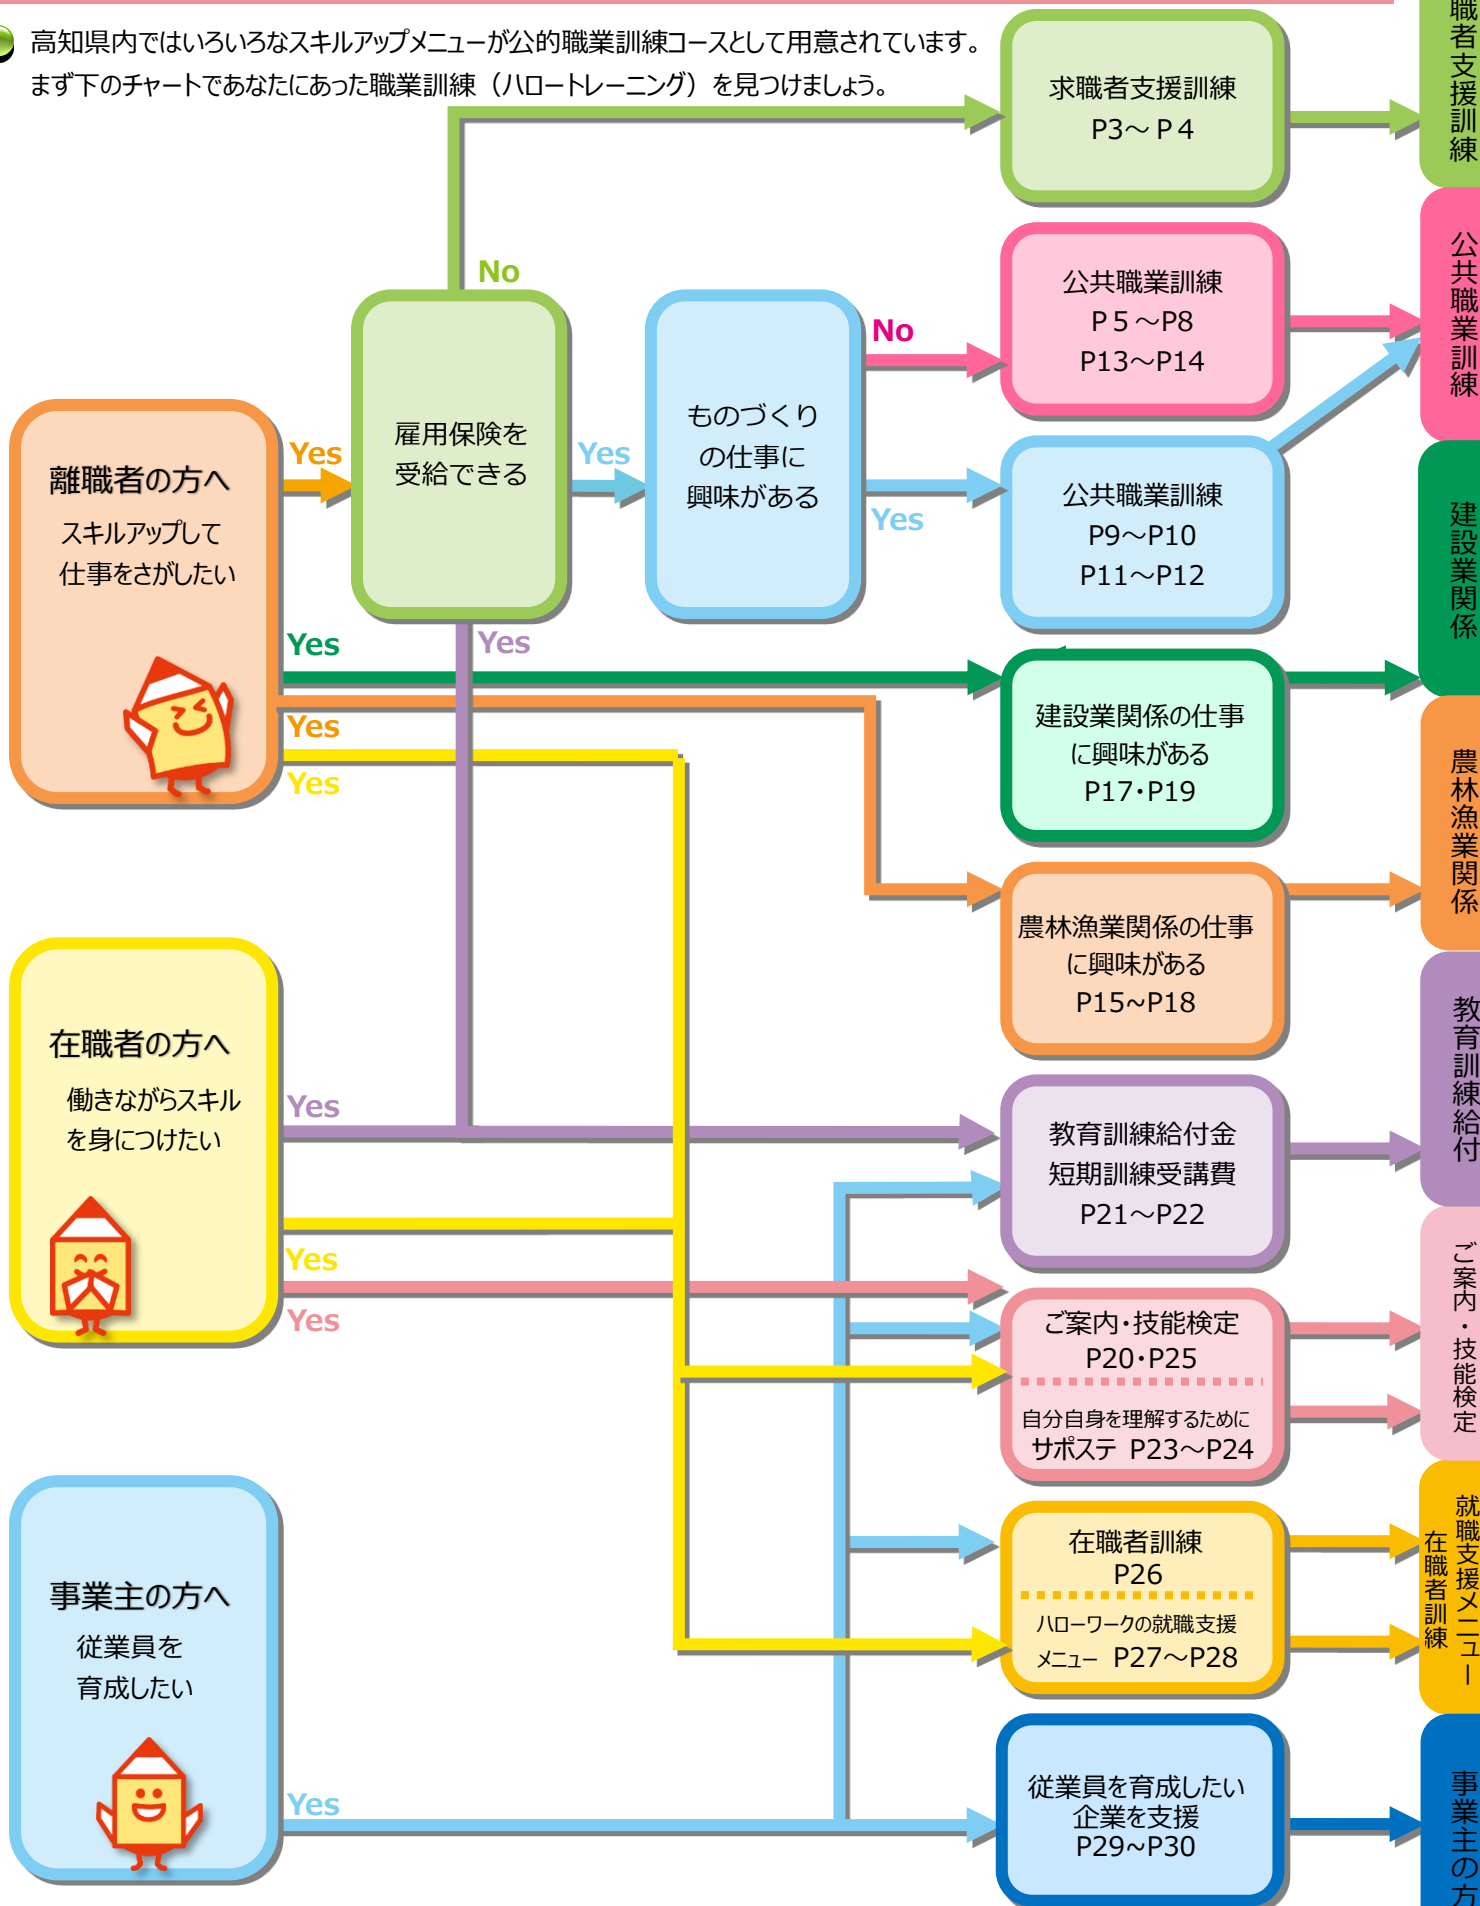 高知県内ではいろいろなスキルアップメニューが公的職業訓練コースとして用意されています。
まず下のチャートであなたにあった職業訓練（ハロートレーニング）を見つけましょう。
求職者支援訓練
P3～Ｐ４
職者支援訓練
No
公共職業訓練
Ｐ５～P8
P13～P14
公共職業訓練
No
離職者の方へ
スキルアップして
仕事をさがしたい
Yes
雇用保険を
受給できる
Yes
ものづくり
の仕事に
興味がある
Yes
公共職業訓練
P9～P10
P11～P12
Yes
Yes
建設業関係の仕事
に興味がある
P17・P19
建設業関係
Yes
Yes
農林漁業関係の仕事
に興味がある
P15~P18
農林漁業関係
在職者の方へ
働きながらスキル
を身につけたい
Yes
教育訓練給付金
短期訓練受講費
P21～P22
教育訓練給付
Yes
Yes
ご案内・技能検定
P20・P25
自分自身を理解するために
サポステ P23～P24
ご案内・技能検定
在職者訓練
P26
ハローワークの就職支援
メニュー P27～P28
就職支援メニュー
在職者訓練
事業主の方へ
従業員を
育成したい
Yes
従業員を育成したい
企業を支援
P29~P30
事業主の方